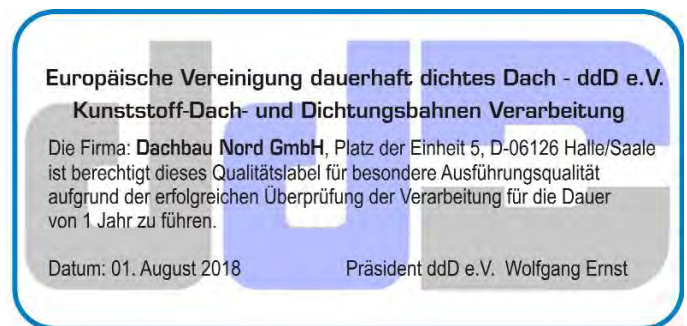 Europäische Vereinigung dauerhaft dichtes Dach - ddD e.V.
Kunststoff-Dach- und Dichtungsbahnen Verarbeitung
Die Firma: Dachbau Nord GmbH, Platz der Einheit 5, D-06126 Halle/Saale
ist berechtigt dieses Qualitätslabel für besondere Ausführungsqualität
aufgrund der erfolgreichen Überprüfung der Verarbeitung für die Dauer
von 1 Jahr zu führen.
Datum: 01. August 2018 Präsident ddD e.V. Wolfgang Ernst